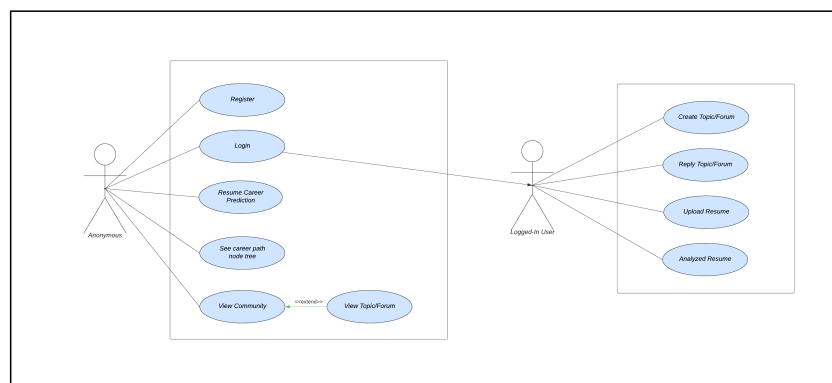 Register
Login
Resume Career
Prediction
See career path
node tree
View Community
<<extend>>
View Topic/Forum
Anonymous
Logged-In User
Create Topic/Forum
Reply Topic/Forum
Upload Resume
Analyzed Resume